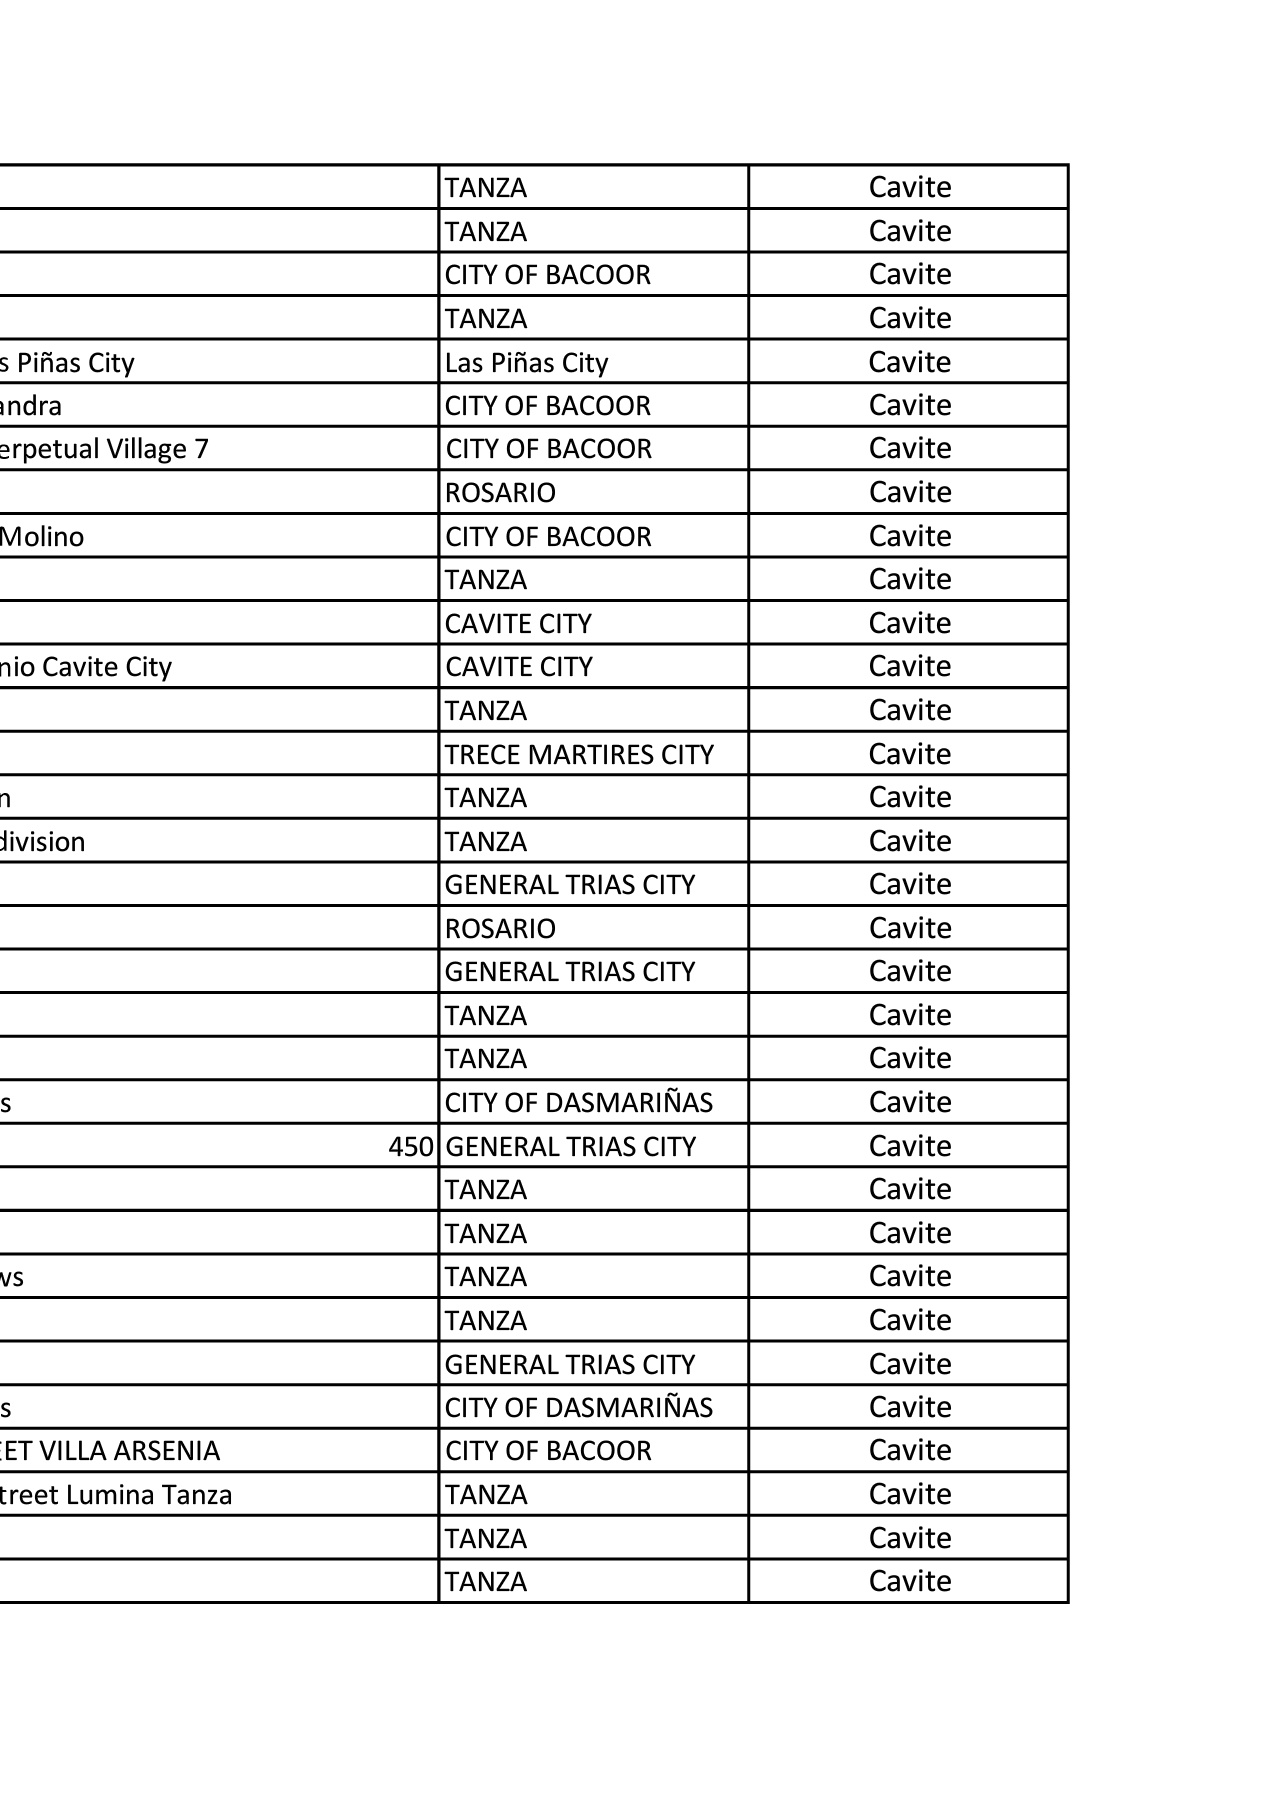 TANZA Cavite
TANZA Cavite
CITY OF BACOOR Cavite
TANZA Cavite
s Piñas City Las Piñas City Cavite
andra CITY OF BACOOR Cavite
erpetual Village 7 CITY OF BACOOR Cavite
ROSARIO Cavite
Molino CITY OF BACOOR Cavite
TANZA Cavite
CAVITE CITY Cavite
nio Cavite City CAVITE CITY Cavite
TANZA Cavite
TRECE MARTIRES CITY Cavite
n TANZA Cavite
division TANZA Cavite
GENERAL TRIAS CITY Cavite
ROSARIO Cavite
GENERAL TRIAS CITY Cavite
TANZA Cavite
TANZA Cavite
s CITY OF DASMARIÑAS Cavite
450 GENERAL TRIAS CITY Cavite
TANZA Cavite
TANZA Cavite
ws TANZA Cavite
TANZA Cavite
GENERAL TRIAS CITY Cavite
s CITY OF DASMARIÑAS Cavite
EET VILLA ARSENIA CITY OF BACOOR Cavite
treet Lumina Tanza TANZA Cavite
TANZA Cavite
TANZA Cavite